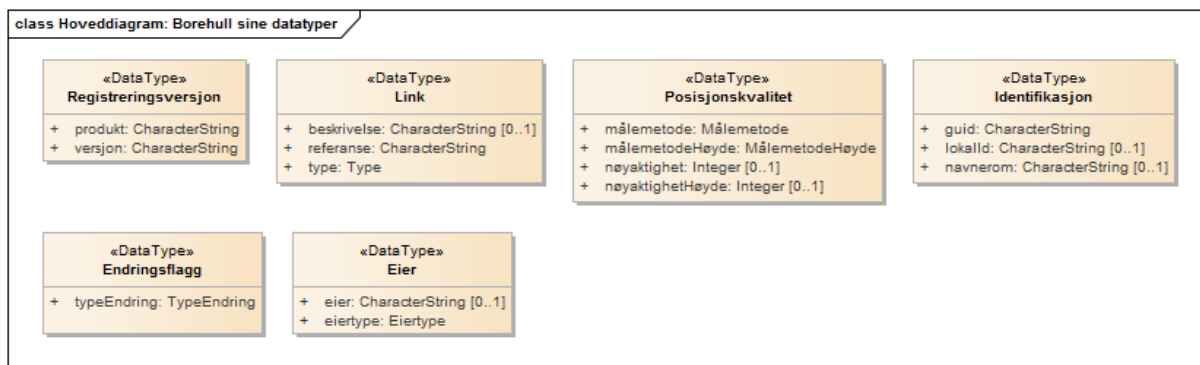 class Hoveddiagram: Borehull sine datatyper
«DataType»
Registreringsversjon
+ produkt: CharacterString
+ versjon: CharacterString
«DataType»
Link
+ beskrivelse: CharacterString [0..1]
+ referanse: CharacterString
+ type: Type
«DataType»
Posisjonskvalitet
+ målemetode: Målemetode
+ målemetodeHøyde: MålemetodeHøyde
+ nøyaktighet: Integer [0..1]
+ nøyaktighetHøyde: Integer [0..1]
«DataType»
Identifikasjon
+ guid: CharacterString
+ lokalId: CharacterString [0..1]
+ navnerom: CharacterString [0..1]
«DataType»
Endringsflagg
+ typeEndring: TypeEndring
«DataType»
Eier
+ eier: CharacterString [0..1]
+ eiertype: Eiertype